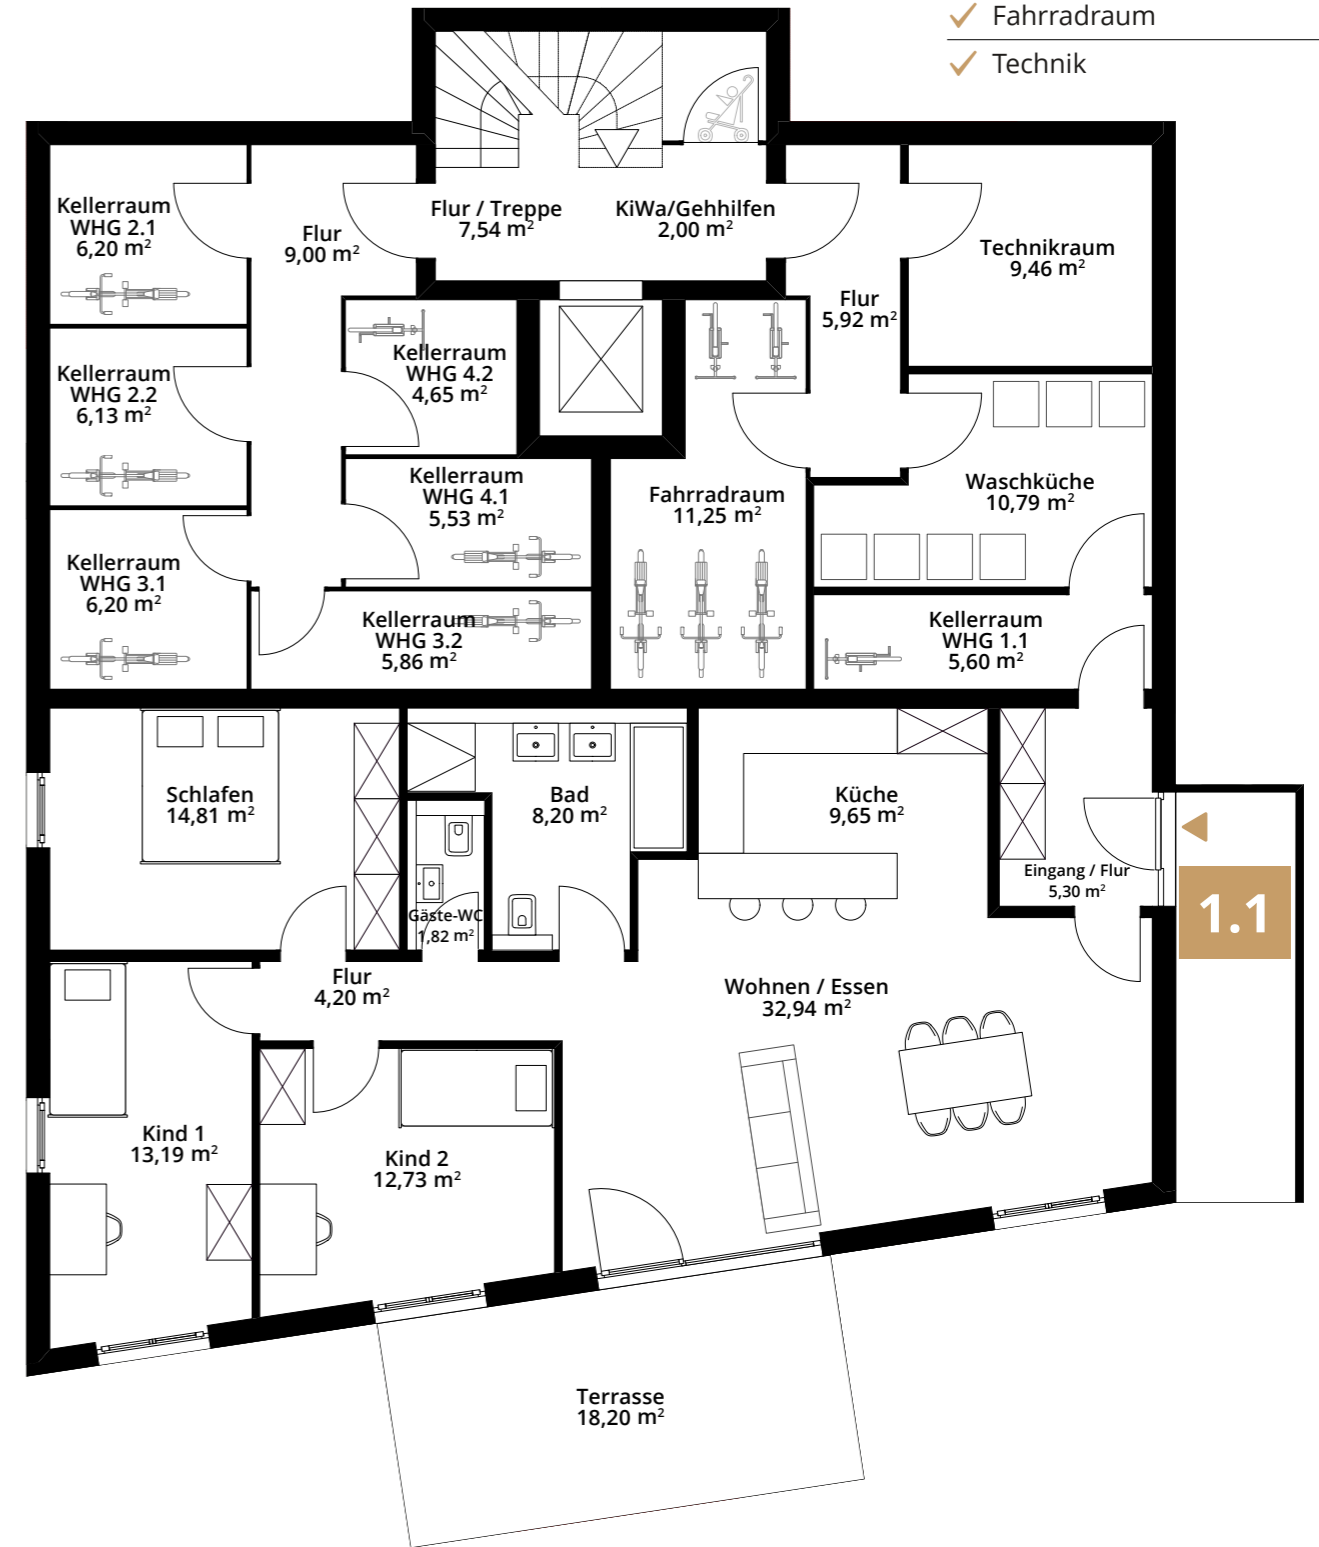 Fahrradraum
Technik
Kellerraum
WHG 2.1
6,20 m²
Flur
9,00 m²
Flur / Treppe
7,54 m²
KiWa/Gehhilfen
2,00 m²
Technikraum
9,46 m²
Flur
5,92 m²
Kellerraum
WHG 2.2
6,13 m²
Kellerraum
WHG 4.2
4,65 m²
Kellerraum
WHG 4.1
5,53 m²
Fahrradraum
11,25 m²
Waschküche
10,79 m²
Kellerraum
WHG 3.1
6,20 m²
Kellerraum
WHG 3.2
5,86 m²
Kellerraum
WHG 1.1
5,60 m²
Schlafen
14,81 m²
Bad
8,20 m²
Küche
9,65 m²
Eingang / Flur
5,30 m²
1.1
Gäste-WC
1,82 m²
Flur
4,20 m²
Wohnen / Essen
32,94 m²
Kind 1
13,19 m²
Kind 2
12,73 m²
Terrasse
18,20 m²